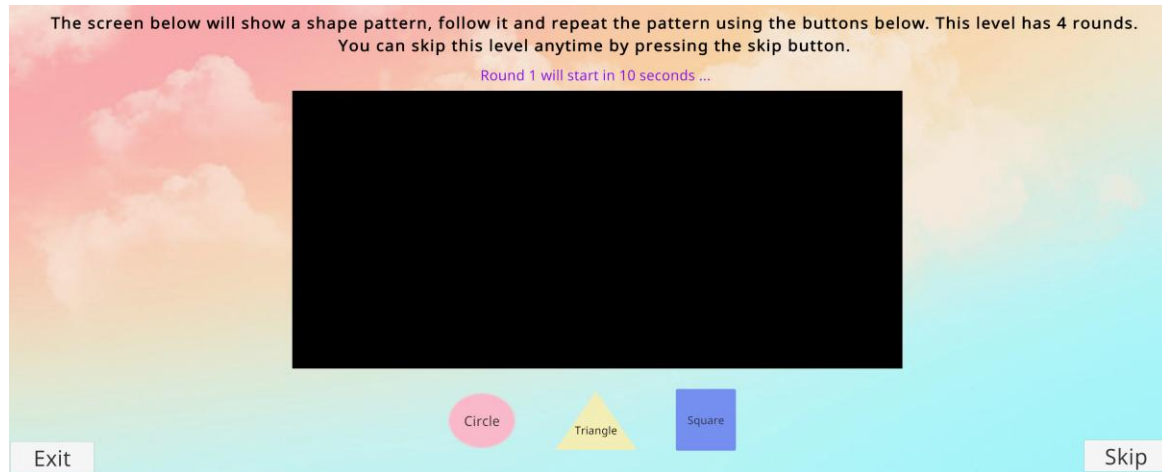 The screen below will show a shape pattern, follow it and repeat the pattern using the buttons below. This level has 4 rounds.
You can skip this level anytime by pressing the skip button.
Round 1 will start in 10 seconds ...
Circle
Triangle
Square
Exit
Skip